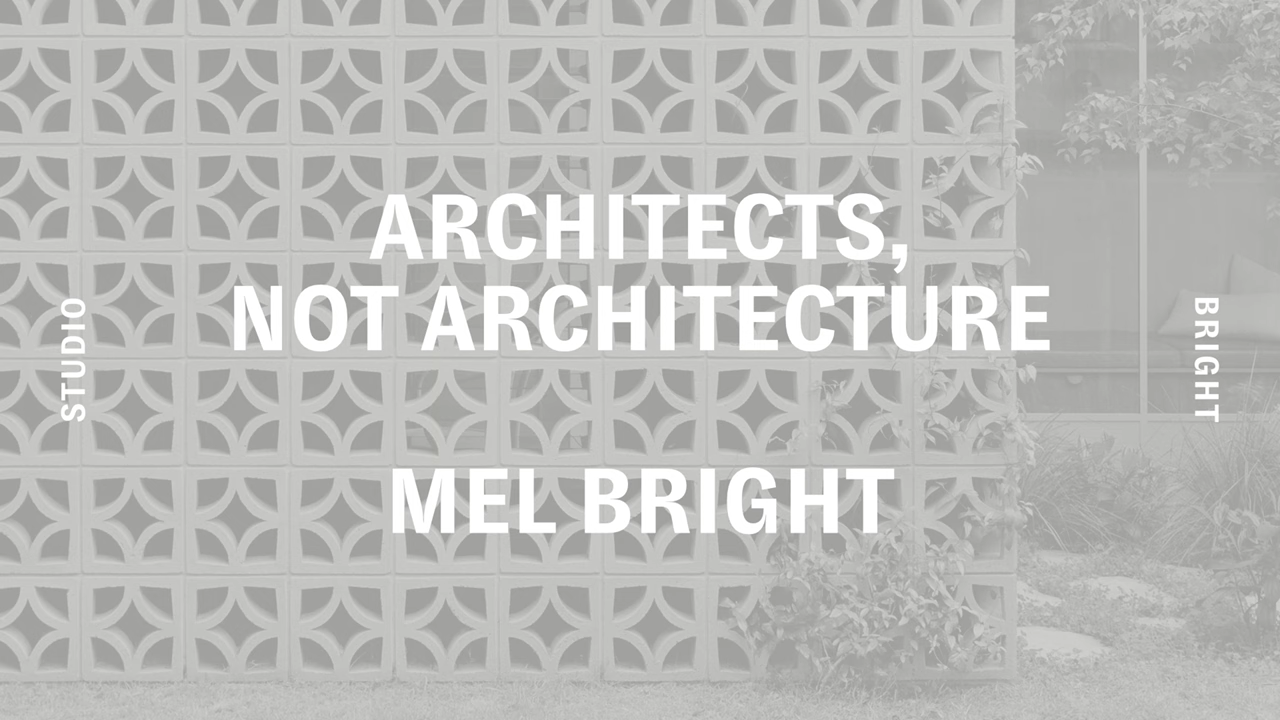 ARCHITECTS,
NOT ARCHITECTURE
STUDIO
BRIGHT
MEL BRIGHT